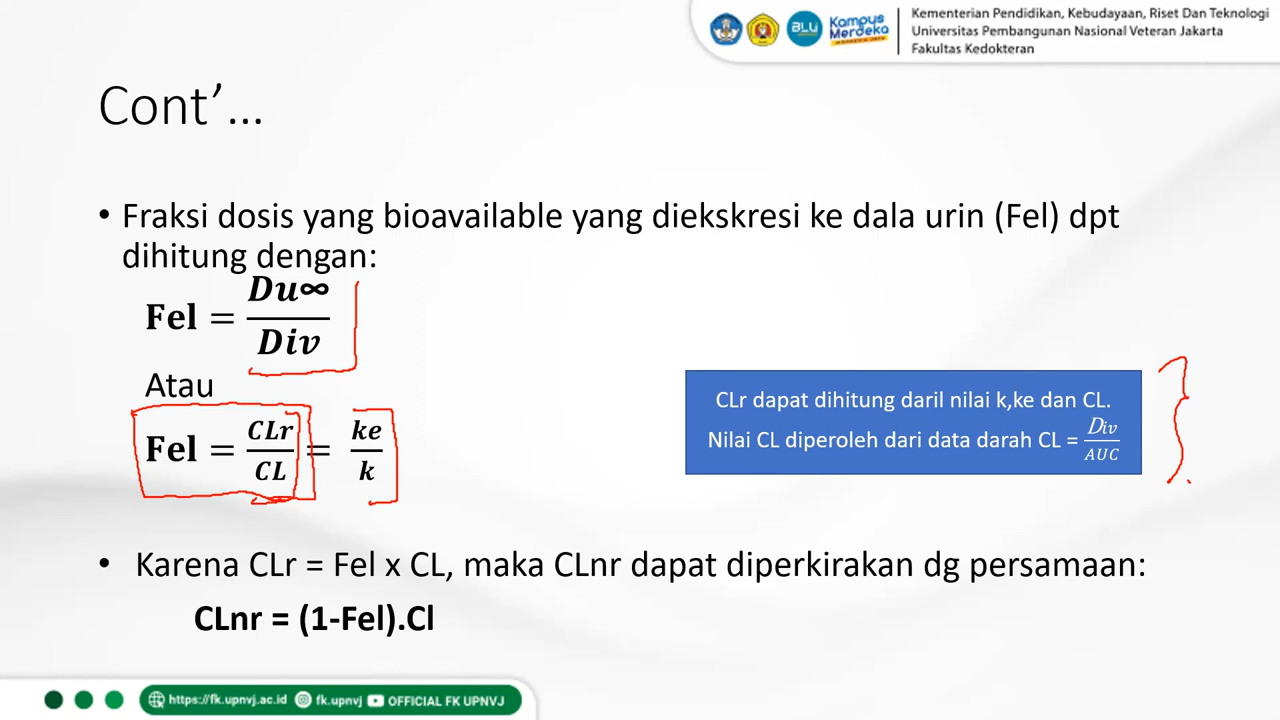 BLU
Kampus
Merdeka
Kementerian Pendidikan, Kebudayaan, Riset Dan Teknologi
Universitas Pembangunan Nasional Veteran Jakarta
Fakultas Kedokteran
Cont’...
• Fraksi dosis yang bioavailable yang diekskresi ke dala urin (Fel) dpt
dihitung dengan:
Fel = Du∞ / Div
Atau
Fel = CLr / CL = ke / k
CLr dapat dihitung daril nilai k,ke dan CL.
Nilai CL diperoleh dari data darah CL = Div / AUC
• Karena CLr = Fel x CL, maka CLnr dapat diperkirakan dg persamaan:
CLnr = (1-Fel).Cl
https://fk.upnvj.ac.id fk.upnvj OFFICIAL FK UPNVJ